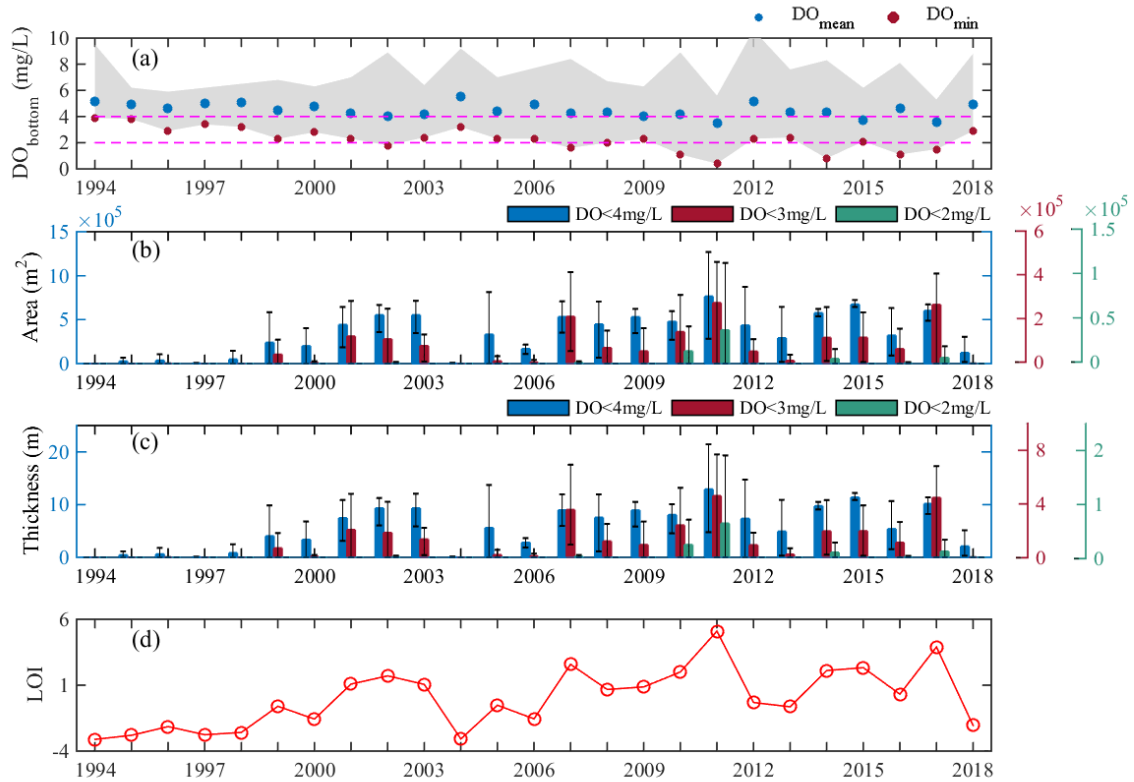 DO_mean DO_min
(a)
DO_bottom (mg/L)
10
8
6
4
2
0
1994 1997 2000 2003 2006 2009 2012 2015 2018
DO<4mg/L DO<3mg/L DO<2mg/L
×10^5 ×10^5 ×10^5
(b)
Area (m^2)
15 6 1.5
10 4 1
5 2 0.5
0 0 0
1994 1997 2000 2003 2006 2009 2012 2015 2018
DO<4mg/L DO<3mg/L DO<2mg/L
(c)
Thickness (m)
20 8 2
10 4 1
0 0 0
1994 1997 2000 2003 2006 2009 2012 2015 2018
(d)
LOI
6
1
-4
1994 1997 2000 2003 2006 2009 2012 2015 2018